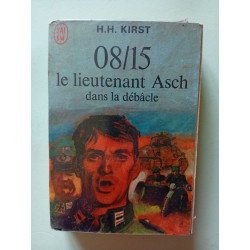 H.H. KIRST
08/15
le lieutenant Asch
dans la débâcle